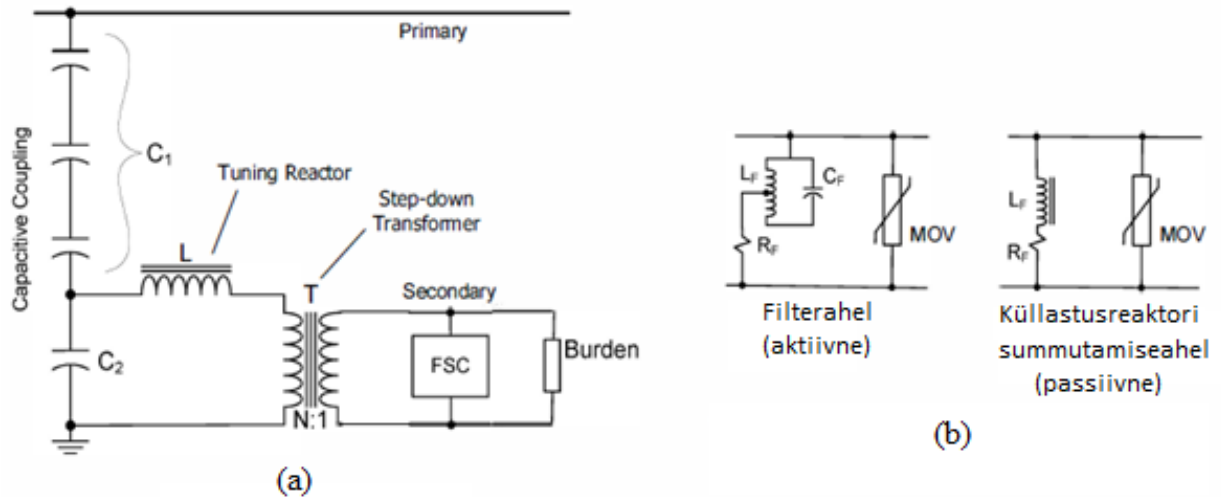 Primary
Capacitive Coupling
C1
Tuning Reactor
Step-down
Transformer
L
T
Secondary
C2
FSC
Burden
N:1
(a)
LF
CF
RF
MOV
Filterahel
(aktiivne)
LF
RF
MOV
Küllastusreaktori
summutamiseahel
(passiivne)
(b)